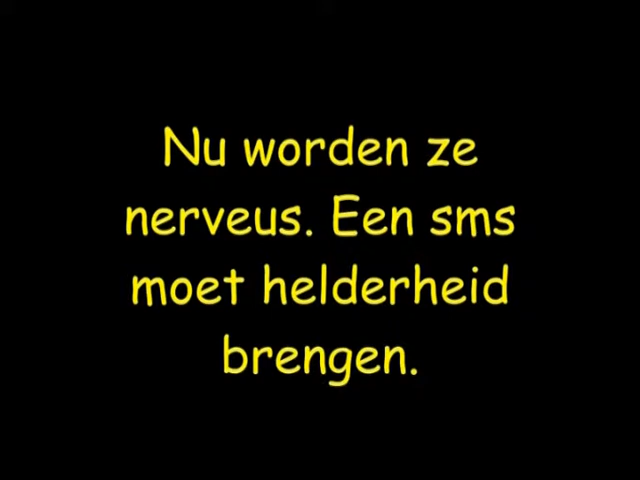 Nu worden ze
nerveus. Een sms
moet helderheid
brengen.